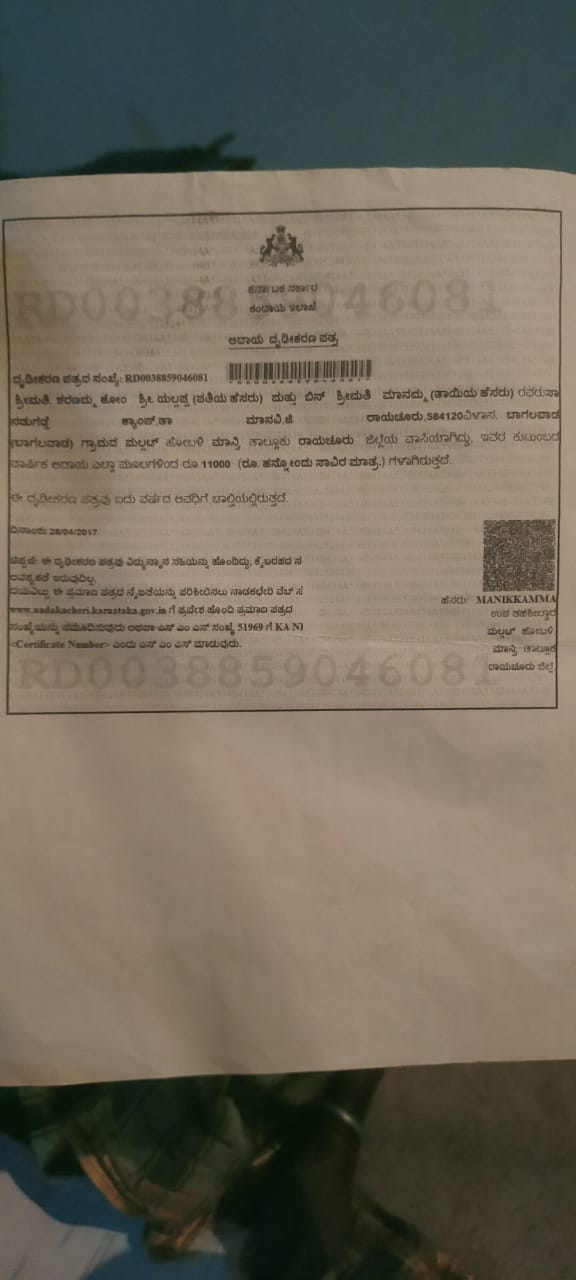 RD0038859046081
ಕರ್ನಾಟಕ ಸರ್ಕಾರ
ಕಂದಾಯ ಇಲಾಖೆ
ಆದಾಯ ದೃಢೀಕರಣ ಪತ್ರ
ದೃಢೀಕರಣ ಪತ್ರದ ಸಂಖ್ಯೆ: RD0038859046081
ಶ್ರೀಮತಿ. ಶರಣಮ್ಮ ಕೋಂ ಶ್ರೀ ಯಲ್ಲಪ್ಪ (ಪತಿಯ ಹೆಸರು) ಮತ್ತು ಬಿನ್ ಶ್ರೀಮತಿ ಮಾನಮ್ಮ (ತಾಯಿಯ ಹೆಸರು) ರವರು,ಸಾ
ನಡುಗಡ್ಡೆ ಕ್ಯಾಂಪ್,ತಾ ಮಾನವಿ,ಜಿ ರಾಯಚೂರು,584120ವಿಳಾಸ, ಬಾಗಲವಾಡ
(ಬಾಗಲವಾಡ) ಗ್ರಾಮದ ಮಲ್ಲಟ್ ಹೋಬಳಿ ಮಾನ್ವಿ ತಾಲ್ಲೂಕು ರಾಯಚೂರು ಜಿಲ್ಲೆಯ ವಾಸಿಯಾಗಿದ್ದು, ಇವರ ಕುಟುಂಬದ
ವಾರ್ಷಿಕ ಆದಾಯ ಎಲ್ಲಾ ಮೂಲಗಳಿಂದ ರೂ.11000 (ರೂ. ಹನ್ನೋಂದು ಸಾವಿರ ಮಾತ್ರ.) ಗಳಾಗಿರುತ್ತದೆ.
ಈ ದೃಢೀಕರಣ ಪತ್ರವು ಐದು ವರ್ಷದ ಅವಧಿಗೆ ಚಾಲ್ತಿಯಲ್ಲಿರುತ್ತದೆ.
ದಿನಾಂಕ: 28/04/2017
ಟಿಪ್ಪಣಿ: ಈ ದೃಢೀಕರಣ ಪತ್ರವು ವಿದ್ಯುನ್ಮಾನ ಸಹಿಯನ್ನು ಹೊಂದಿದ್ದು, ಕೈಬರಹದ ಸ
ಅವಶ್ಯಕತೆ ಇರುವುದಿಲ್ಲ.
ದಯವಿಟ್ಟು ಈ ಪ್ರಮಾಣ ಪತ್ರದ ನೈಜತೆಯನ್ನು ಪರಿಶೀಲಿಸಲು ನಾಡಕಛೇರಿ ವೆಬ್ ಸೈ
www.nadakacheri.karnataka.gov.in ಗೆ ಪ್ರವೇಶ ಹೊಂದಿ ಪ್ರಮಾಣ ಪತ್ರದ
ಸಂಖ್ಯೆಯನ್ನು ನಮೂದಿಸುವುದು ಅಥವಾ ಎಸ್ ಎಂ ಎಸ್ ಸಂಖ್ಯೆ 51969 ಗೆ KA NI
<Certificate Number> ಎಂದು ಎಸ್ ಎಂ ಎಸ್ ಮಾಡುವುದು.
ಹೆಸರು: MANIKKAMMA
ಉಪ ತಹಶೀಲ್ದಾರ
ಮಲ್ಲಟ್ ಹೋಬಳಿ
ಮಾನ್ವಿ ತಾಲ್ಲೂಕ
ರಾಯಚೂರು ಜಿಲ್ಲೆ
RD0038859046081